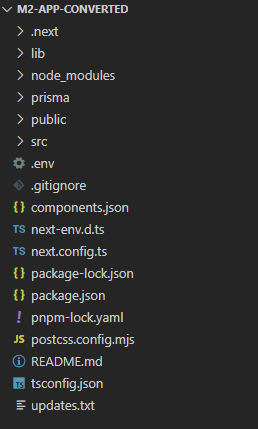 M2-APP-CONVERTED
.next
lib
node_modules
prisma
public
src
.env
.gitignore
{ } components.json
TS next-env.d.ts
TS next.config.ts
{ } package-lock.json
{ } package.json
! pnpm-lock.yaml
JS postcss.config.mjs
README.md
TS tsconfig.json
updates.txt